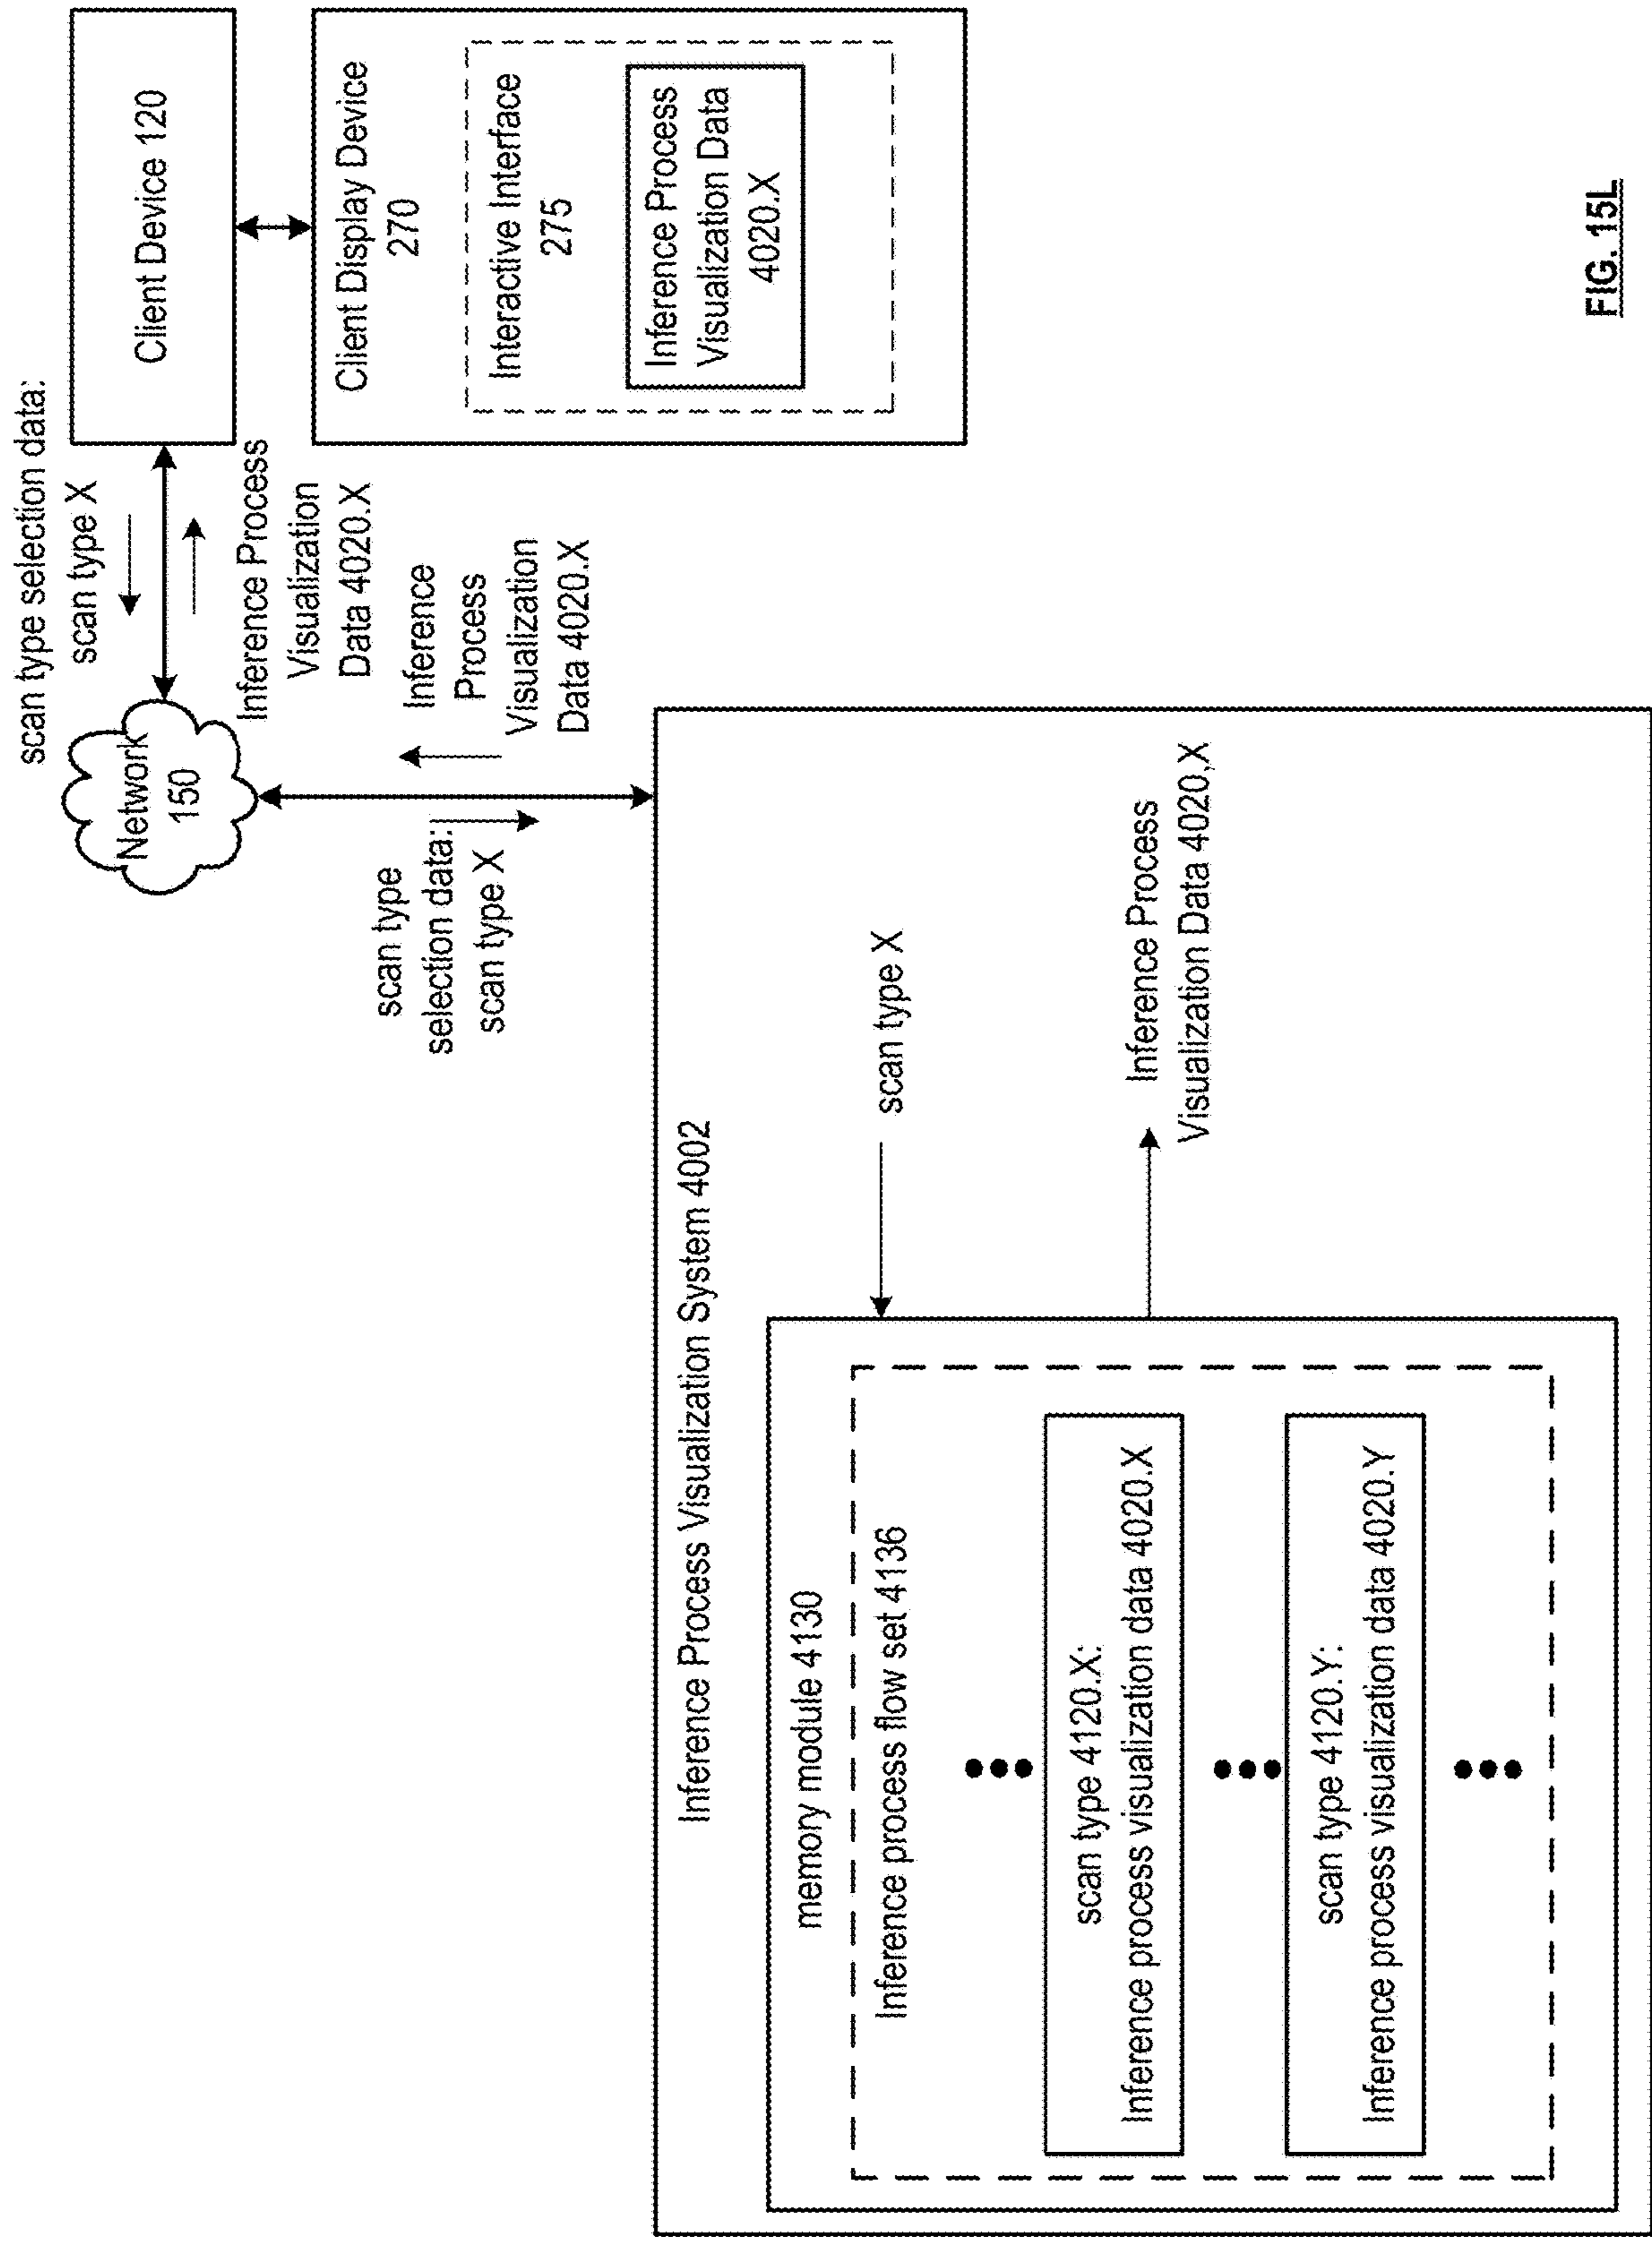 scan type selection data:
scan type X
Client Device 120
Network
150
Inference Process
Visualization
Data 4020.X
Client Display Device
270
Interactive Interface
275
Inference Process
Visualization Data
4020.X
scan type
selection data:
scan type X
Inference
Process
Visualization
Data 4020.X
Inference Process Visualization System 4002
memory module 4130
Inference process flow set 4136
scan type X
scan type 4120.X:
Inference process visualization data 4020.X
Inference Process
Visualization Data 4020.X
scan type 4120.Y:
Inference process visualization data 4020.Y
FIG. 15L